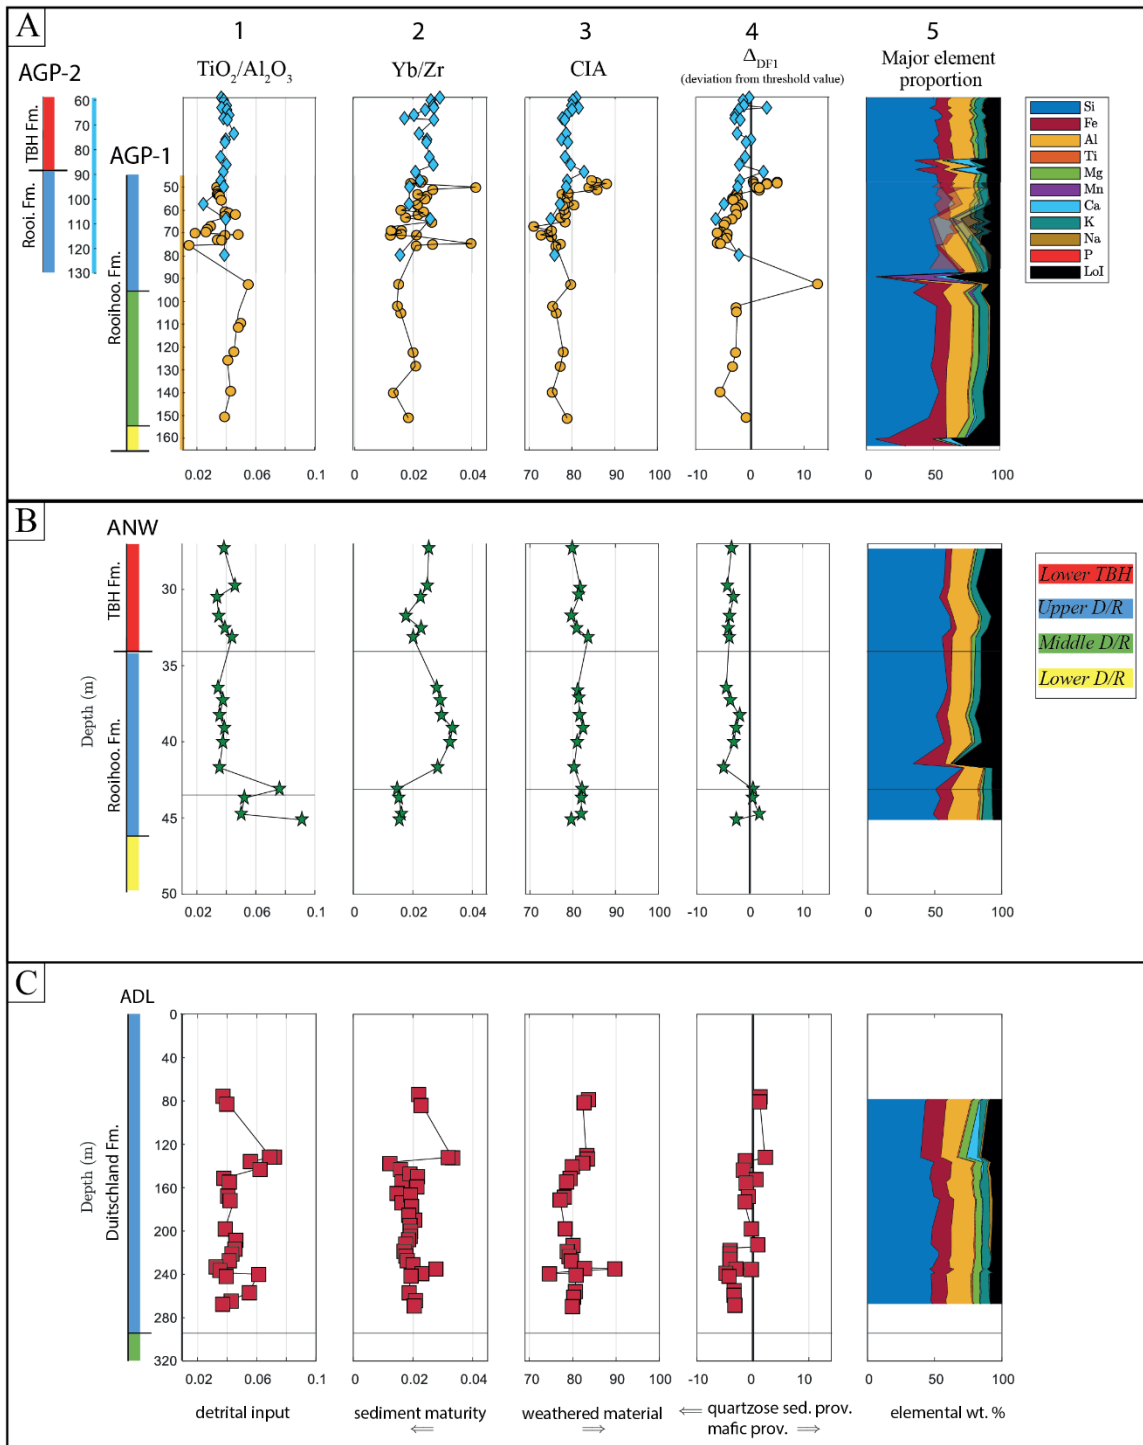 A
1 2 3 4 5
AGP-2
TiO2/Al2O3 Yb/Zr CIA ΔDF1 Major element
(deviation from threshold value) proportion
AGP-1
TBH Fm.
Rooi. Fm.
Rooihoo. Fm.
60
70
80
90
100
110
120
130
50
60
70
80
90
100
110
120
130
140
150
160
0.02 0.06 0.1 0 0.02 0.04 70 80 90 100 -10 0 10 0 50 100
Si
Fe
Al
Ti
Mg
Mn
Ca
K
Na
P
LoI
B
ANW
TBH Fm.
Rooihoo. Fm.
Depth (m)
30
35
40
45
50
0.02 0.06 0.1 0 0.02 0.04 70 80 90 100 -10 0 10 0 50 100
Lower TBH
Upper D/R
Middle D/R
Lower D/R
C
ADL
Duitschland Fm.
Depth (m)
0
40
80
120
160
200
240
280
320
0.02 0.06 0.1 0 0.02 0.04 70 80 90 100 -10 0 10 0 50 100
detrital input sediment maturity weathered material ⇐ quartzose sed. prov. elemental wt. %
⇐ ⇒ mafic prov. ⇒